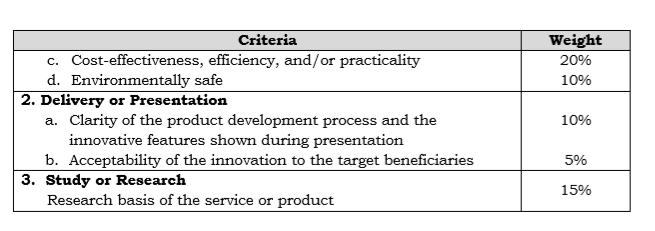 Criteria Weight
c. Cost-effectiveness, efficiency, and/or practicality 20%
d. Environmentally safe 10%
2. Delivery or Presentation
a. Clarity of the product development process and the 10%
innovative features shown during presentation
b. Acceptability of the innovation to the target beneficiaries 5%
3. Study or Research
15%
Research basis of the service or product